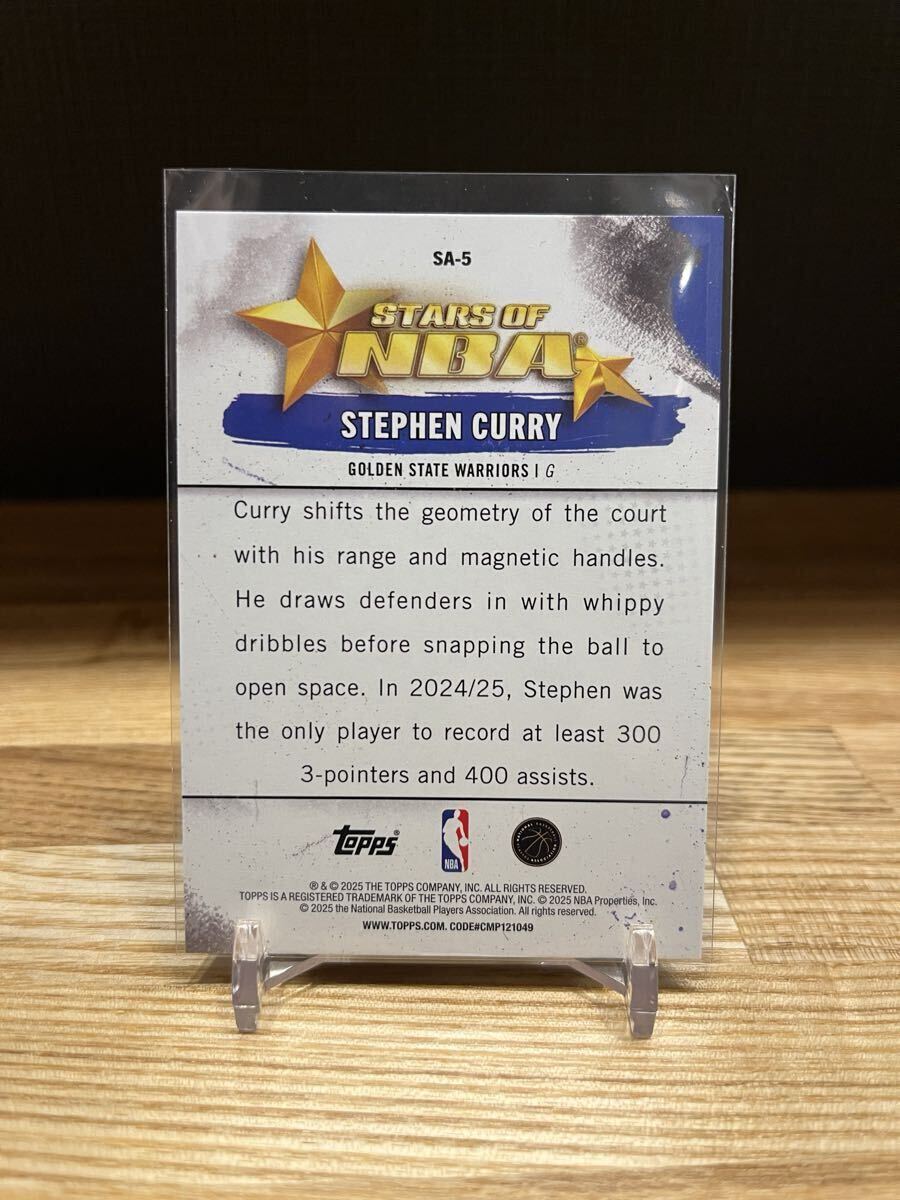 SA-5
STARS OF
NBA®
STEPHEN CURRY
GOLDEN STATE WARRIORS | G
Curry shifts the geometry of the court
with his range and magnetic handles.
He draws defenders in with whippy
dribbles before snapping the ball to
open space. In 2024/25, Stephen was
the only player to record at least 300
3-pointers and 400 assists.
topps®
NBA
® & © 2025 THE TOPPS COMPANY, INC. ALL RIGHTS RESERVED.
TOPPS IS A REGISTERED TRADEMARK OF THE TOPPS COMPANY, INC. © 2025 NBA Properties, Inc.
© 2025 the National Basketball Players Association. All rights reserved.
WWW.TOPPS.COM. CODE#CMP121049